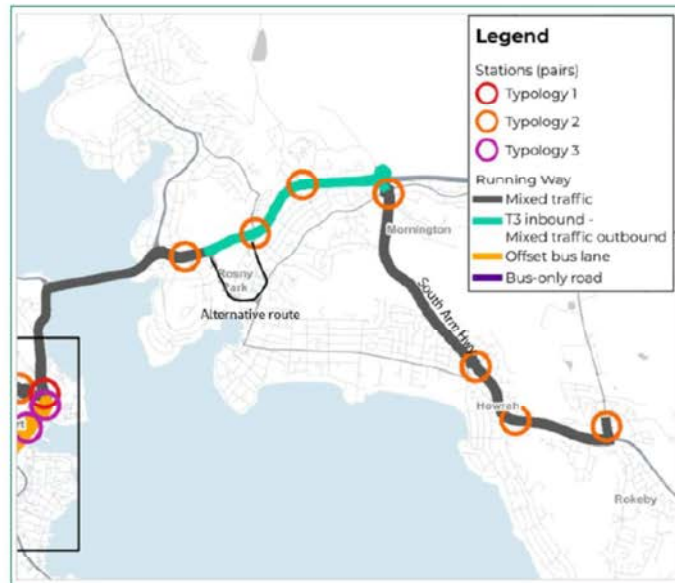 Legend
Stations (pairs)
Typology 1
Typology 2
Typology 3
Running Way
Mixed traffic
T3 inbound -
Mixed traffic outbound
Offset bus lane
Bus-only road
Mornington
Rosny
Park
Alternative route
South Arm Hwy
Howrah
Rokeby